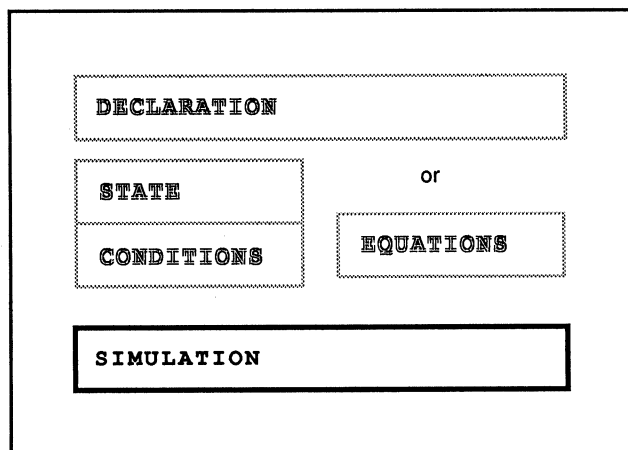 DECLARATION
STATE
or
CONDITIONS
EQUATIONS
SIMULATION